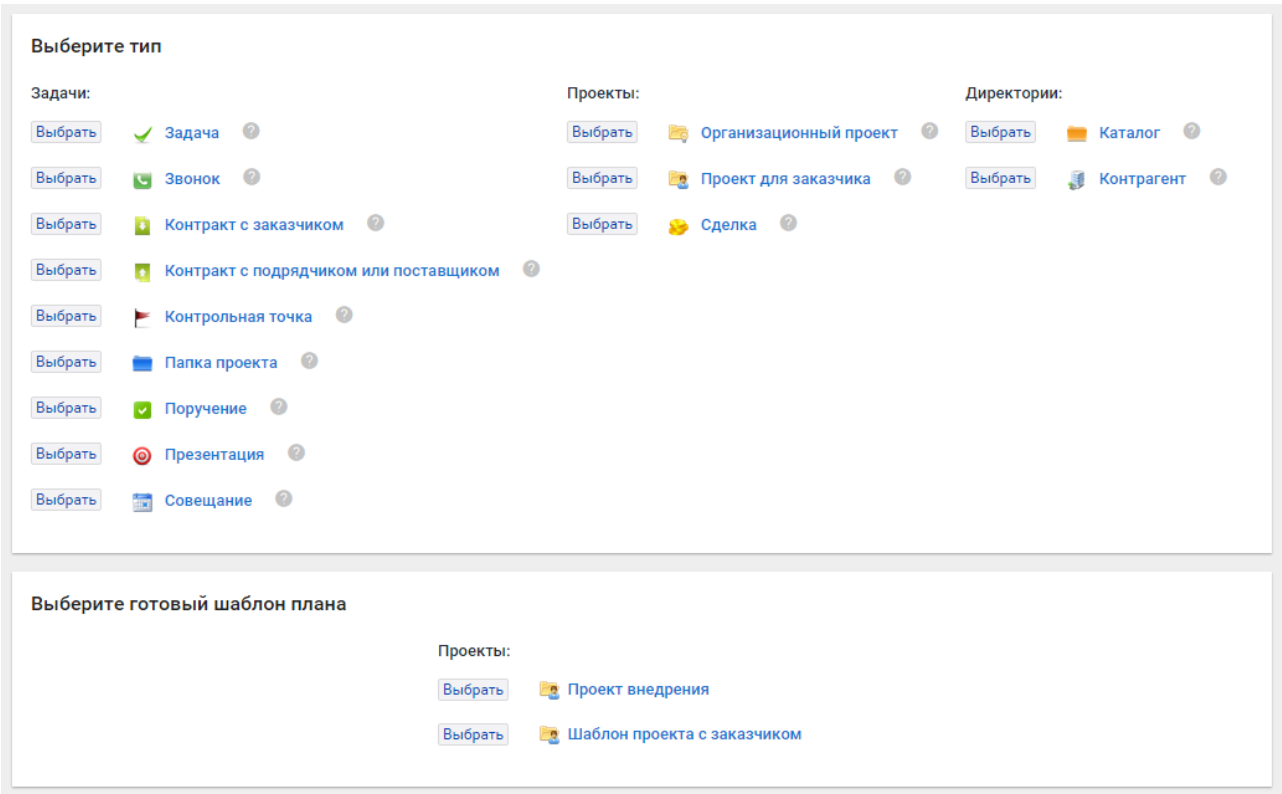 Выберите тип
Задачи: Проекты: Директории:
Выбрать Задача ? Выбрать Организационный проект ? Выбрать Каталог ?
Выбрать Звонок ? Выбрать Проект для заказчика ? Выбрать Контрагент ?
Выбрать Контракт с заказчиком ? Выбрать Сделка ?
Выбрать Контракт с подрядчиком или поставщиком ?
Выбрать Контрольная точка ?
Выбрать Папка проекта ?
Выбрать Поручение ?
Выбрать Презентация ?
Выбрать Совещание ?
Выберите готовый шаблон плана
Проекты:
Выбрать Проект внедрения
Выбрать Шаблон проекта с заказчиком